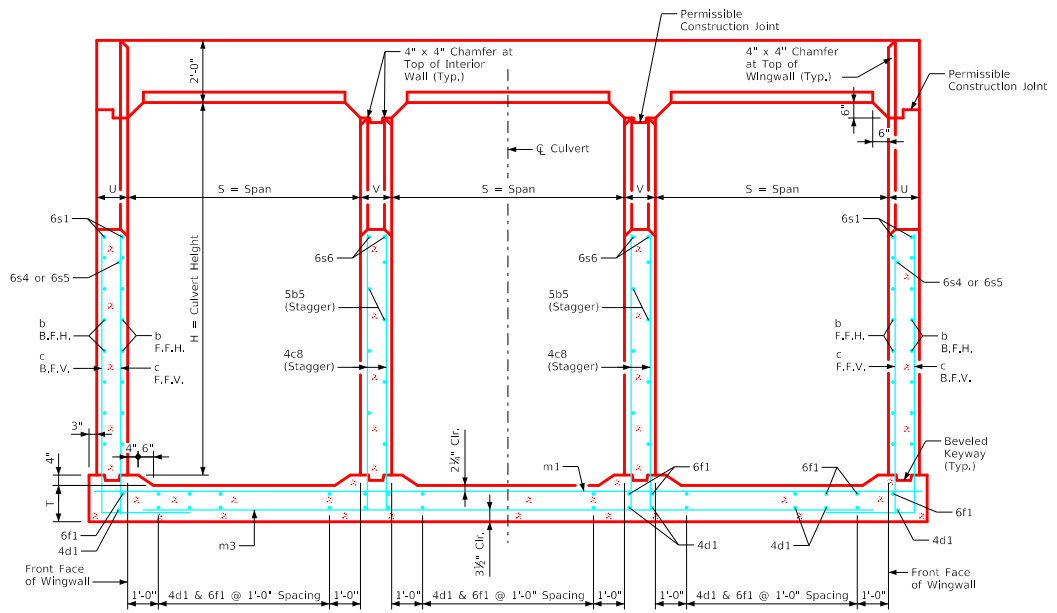 Permissible
Construction Joint
4" x 4" Chamfer at
Top of Interior
Wall (Typ.)
4" x 4" Chamfer
at Top of
Wingwall (Typ.)
Permissible
Construction Joint
2'-0"
6"
6"
℄ Culvert
U
S = Span
V
S = Span
V
S = Span
U
6s1
6s4 or 6s5
6s6
5b5
(Stagger)
4c8
(Stagger)
6s6
5b5
(Stagger)
4c8
(Stagger)
6s1
6s4 or 6s5
H = Culvert Height
b
B.F.H.
b
F.F.H.
c
B.F.V.
c
F.F.V.
b
F.F.H.
b
B.F.H.
c
F.F.V.
c
B.F.V.
3"
4"
6"
4"
T
2¼" Clr.
m1
6f1
6f1
Beveled
Keyway
(Typ.)
6f1
4d1
m3
3½" Clr.
4d1
4d1
6f1
4d1
Front Face
of Wingwall
Front Face
of Wingwall
1'-0"
4d1 & 6f1 @ 1'-0" Spacing
1'-0"
1'-0"
4d1 & 6f1 @ 1'-0" Spacing
1'-0"
1'-0"
4d1 & 6f1 @ 1'-0" Spacing
1'-0"